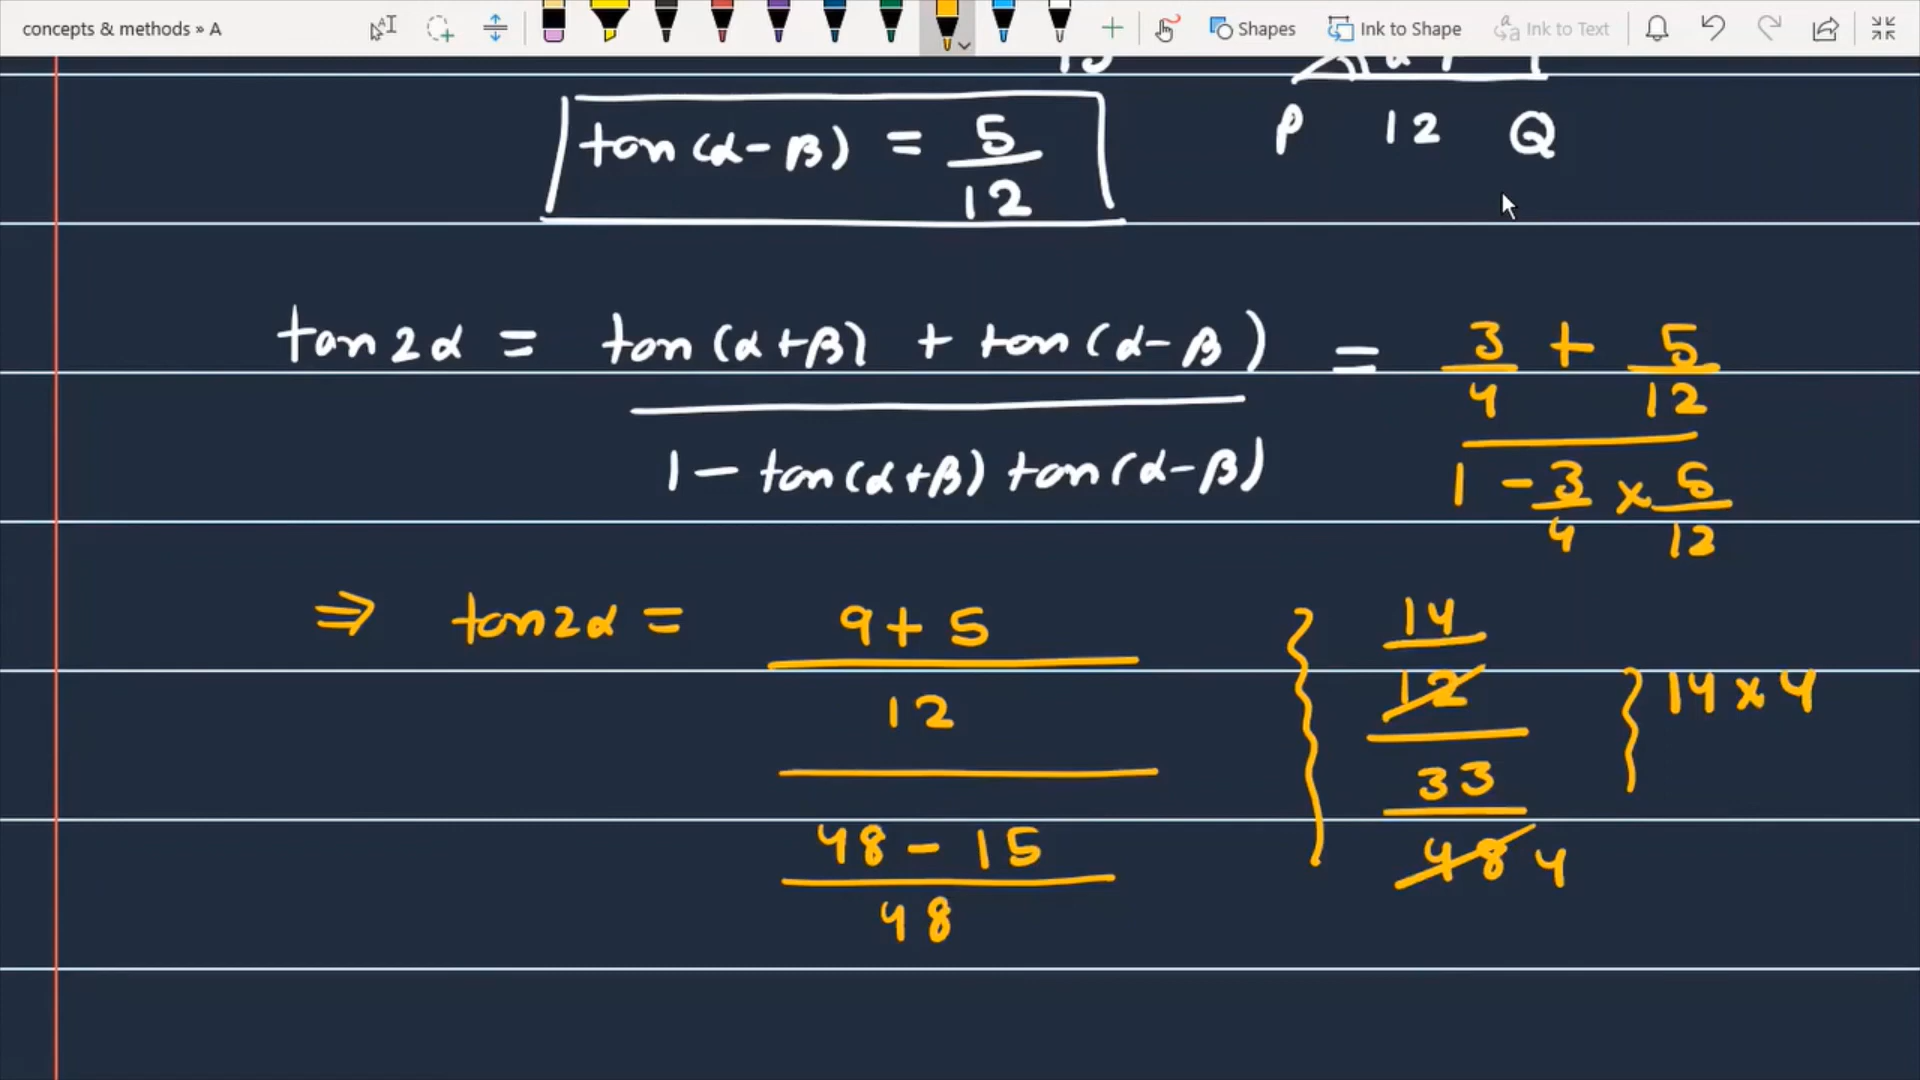 concepts & methods » A
Shapes
Ink to Shape
Ink to Text
tan(α-β) = 5/12
P 12 Q
tan2α = tan(α+β) + tan(α-β) / 1 - tan(α+β) tan(α-β) = 3/4 + 5/12 / 1 - 3/4 × 5/12
⇒ tan2α = 9+5 / 12 / 48-15 / 48 } 14 / 12 / 33 / 48 4 } 14×4